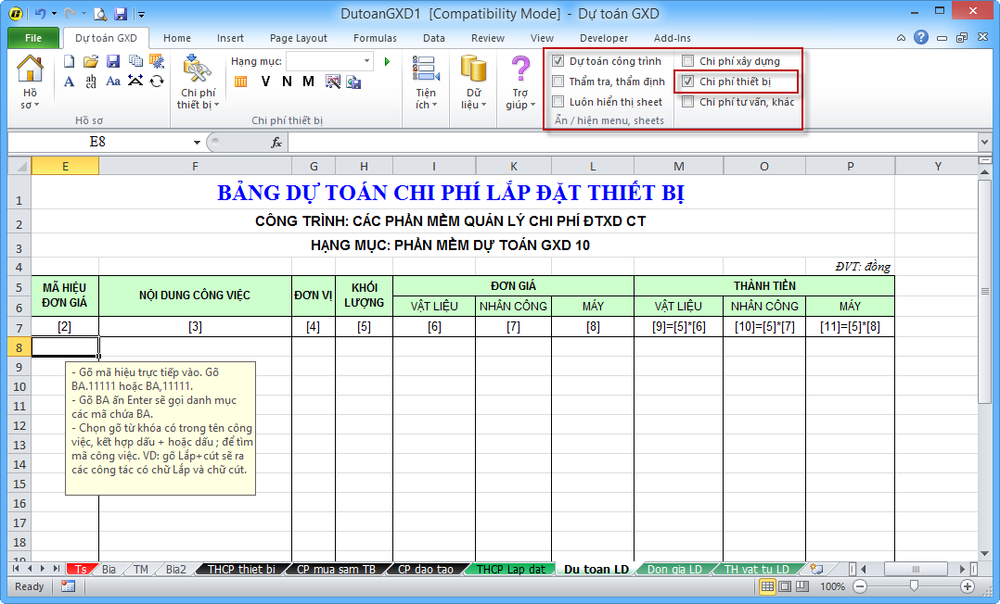 DutoanGXD1 [Compatibility Mode] - Dự toán GXD
File Dự toán GXD Home Insert Page Layout Formulas Data Review View Developer Add-Ins
Hồ sơ
Aa
Hồ sơ
Chi phí thiết bị
Hạng mục:
V N M
Chi phí thiết bị
Tiện ích
Dữ liệu
Trợ giúp
Dự toán công trình
Chi phí xây dựng
Thẩm tra, thẩm định
Chi phí thiết bị
Luôn hiển thị sheet
Chi phí tư vấn, khác
Ẩn / hiện menu, sheets
E8 fx
E F G H I K L M O P Y
1 BẢNG DỰ TOÁN CHI PHÍ LẮP ĐẶT THIẾT BỊ
2 CÔNG TRÌNH: CÁC PHẦN MỀM QUẢN LÝ CHI PHÍ ĐTXD CT
3 HẠNG MỤC: PHẦN MỀM DỰ TOÁN GXD 10
4 ĐVT: đồng
5 MÃ HIỆU ĐƠN GIÁ NỘI DUNG CÔNG VIỆC ĐƠN VỊ KHỐI LƯỢNG ĐƠN GIÁ THÀNH TIỀN
6 VẬT LIỆU NHÂN CÔNG MÁY VẬT LIỆU NHÂN CÔNG MÁY
7 [2] [3] [4] [5] [6] [7] [8] [9]=[5]*[6] [10]=[5]*[7] [11]=[5]*[8]
8
9
10
11
12
13
14
15
16
17
18
19
- Gõ mã hiệu trực tiếp vào. Gõ
BA.11111 hoặc BA,11111.
- Gõ BA ấn Enter sẽ gọi danh mục
các mã chứa BA.
- Chọn gõ từ khóa có trong tên công
việc, kết hợp dấu + hoặc dấu ; để tìm
mã công việc. VD: gõ Lắp+cút sẽ ra
các công tác có chữ Lắp và chữ cút.
Ts Bia TM Bia2 THCP thiet bi CP mua sam TB CP dao tao THCP Lap dat Du toan LD Don gia LD TH vat tu LD
Ready 100%